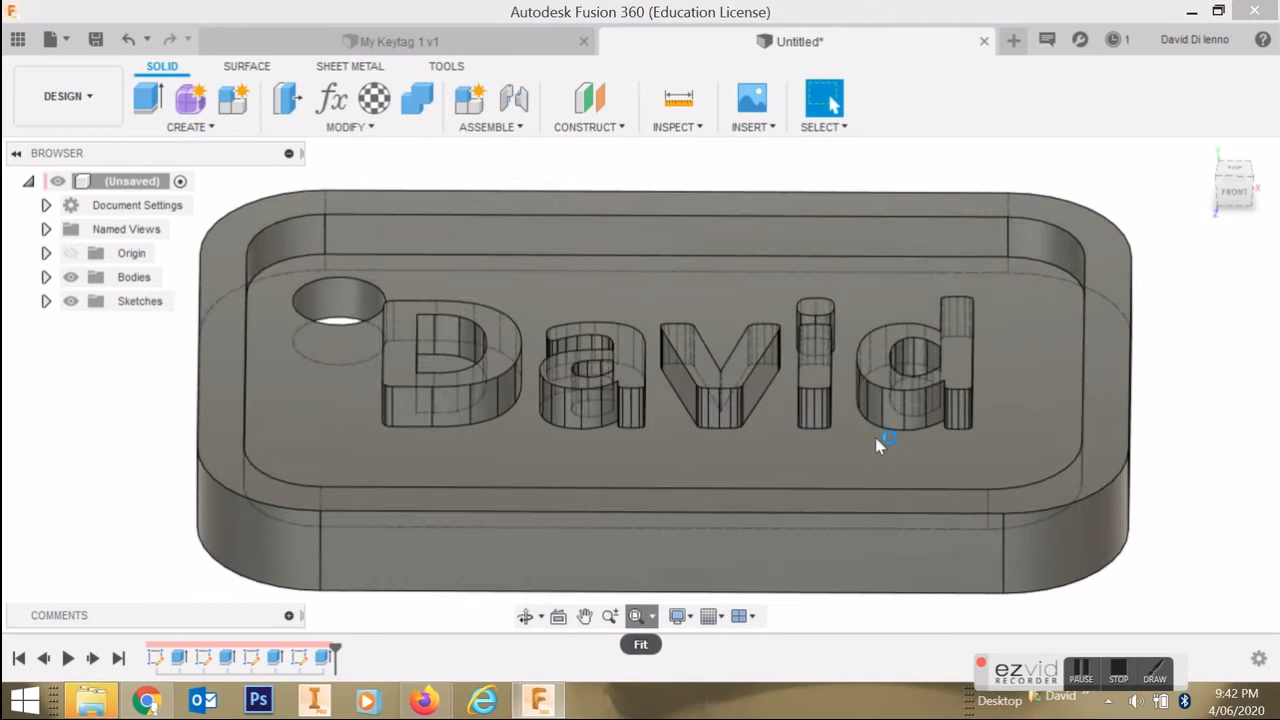 Autodesk Fusion 360 (Education License)
My Keytag 1 v1
Untitled*
1
David Di Ienno
DESIGN
SOLID
SURFACE
SHEET METAL
TOOLS
CREATE
MODIFY
ASSEMBLE
CONSTRUCT
INSPECT
INSERT
SELECT
BROWSER
(Unsaved)
Document Settings
Named Views
Origin
Bodies
Sketches
TOP
FRONT
David
COMMENTS
Fit
ezvid
RECORDER
PAUSE
STOP
DRAW
Desktop
David
9:42 PM
4/06/2020